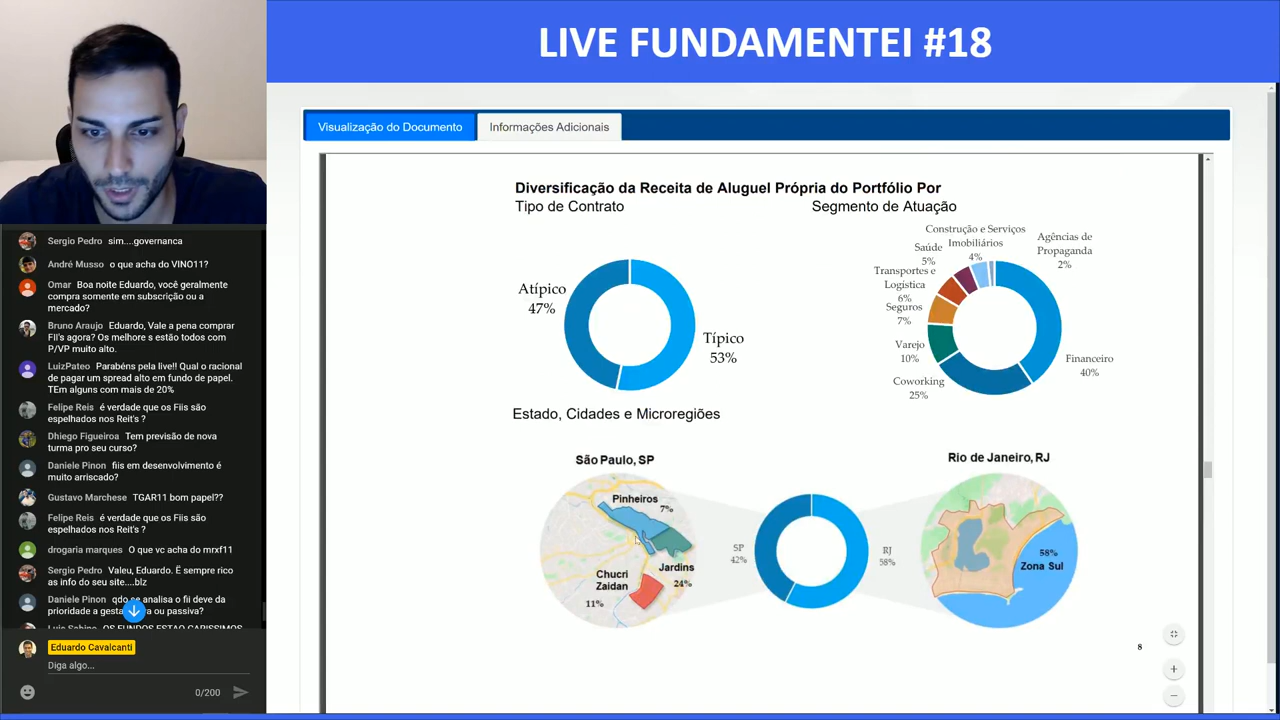 LIVE FUNDAMENTEI #18
Visualização do Documento
Informações Adicionais
Diversificação da Receita de Aluguel Própria do Portfólio Por
Tipo de Contrato
Segmento de Atuação
Atípico
47%
Típico
53%
Construção e Serviços
Imobiliários
4%
Agências de
Propaganda
2%
Saúde
5%
Transportes e
Logística
6%
Seguros
7%
Varejo
10%
Coworking
25%
Financeiro
40%
Estado, Cidades e Microregiões
São Paulo, SP
Pinheiros
7%
Jardins
24%
Chucri
Zaidan
11%
SP
42%
RJ
58%
Rio de Janeiro, RJ
58%
Zona Sul
8
Sergio Pedro sim....governanca
André Musso o que acha do VINO11?
Omar Boa noite Eduardo, você geralmente
compra somente em subscrição ou a
mercado?
Bruno Araujo Eduardo, Vale a pena comprar
FII's agora? Os melhore s estão todos com
P/VP muito alto.
LuizPateo Parabéns pela live!! Qual o racional
de pagar um spread alto em fundo de papel.
TEm alguns com mais de 20%
Felipe Reis é verdade que os Fiis são
espelhados nos Reit's ?
Dhiego Figueiroa Tem previsão de nova
turma pro seu curso?
Daniele Pinon fiis em desenvolvimento é
muito arriscado?
Gustavo Marchese TGAR11 bom papel??
Felipe Reis é verdade que os Fiis são
espelhados nos Reit's ?
drogaria marques O que vc acha do mrxf11
Sergio Pedro Valeu, Eduardo. Ë sempre rico
as info do seu site....blz
Daniele Pinon qdo se analisa o fii deve da
prioridade a gesta a ou passiva?
OS FUNDOS ESTAO CARISSIMOS
Eduardo Cavalcanti
Diga algo...
0/200